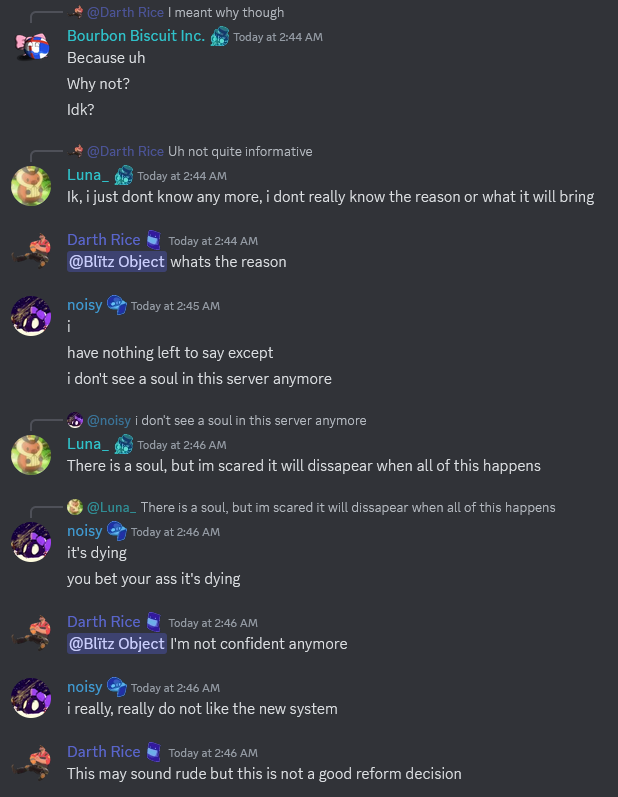 @Darth Rice I meant why though
Bourbon Biscuit Inc. Today at 2:44 AM
Because uh
Why not?
Idk?
@Darth Rice Uh not quite informative
Luna_ Today at 2:44 AM
Ik, i just dont know any more, i dont really know the reason or what it will bring
Darth Rice Today at 2:44 AM
@Blītz Object whats the reason
noisy Today at 2:45 AM
i
have nothing left to say except
i don't see a soul in this server anymore
@noisy i don't see a soul in this server anymore
Luna_ Today at 2:46 AM
There is a soul, but im scared it will dissapear when all of this happens
@Luna_ There is a soul, but im scared it will dissapear when all of this happens
noisy Today at 2:46 AM
it's dying
you bet your ass it's dying
Darth Rice Today at 2:46 AM
@Blītz Object I'm not confident anymore
noisy Today at 2:46 AM
i really, really do not like the new system
Darth Rice Today at 2:46 AM
This may sound rude but this is not a good reform decision